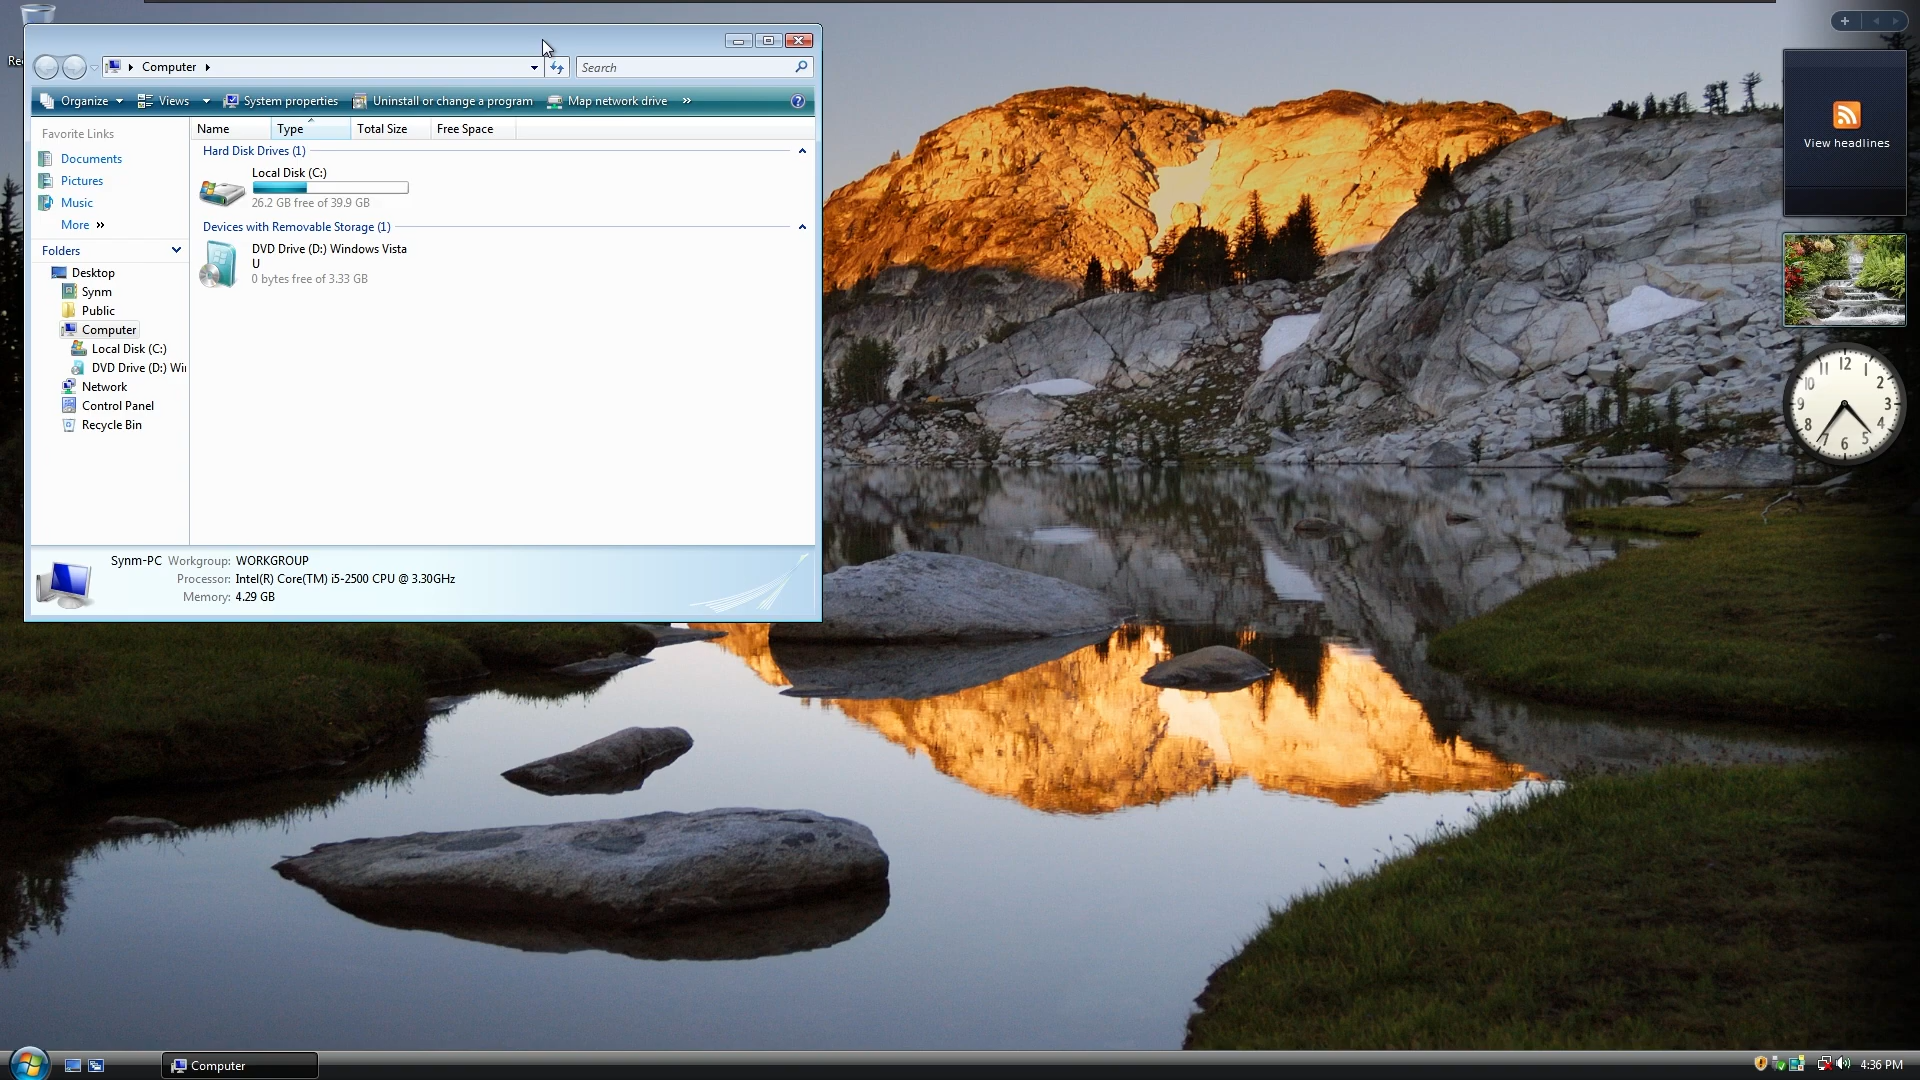 Re
Computer
Search
Organize Views System properties Uninstall or change a program Map network drive »
Favorite Links
Documents
Pictures
Music
More »
Folders
Desktop
Synm
Public
Computer
Local Disk (C:)
DVD Drive (D:) Wi
Network
Control Panel
Recycle Bin
Name Type Total Size Free Space
Hard Disk Drives (1)
Local Disk (C:)
26.2 GB free of 39.9 GB
Devices with Removable Storage (1)
DVD Drive (D:) Windows Vista
U
0 bytes free of 3.33 GB
Synm-PC Workgroup: WORKGROUP
Processor: Intel(R) Core(TM) i5-2500 CPU @ 3.30GHz
Memory: 4.29 GB
View headlines
12 1 2 3 4 5 6 7 8 9 10 11
Computer
4:36 PM